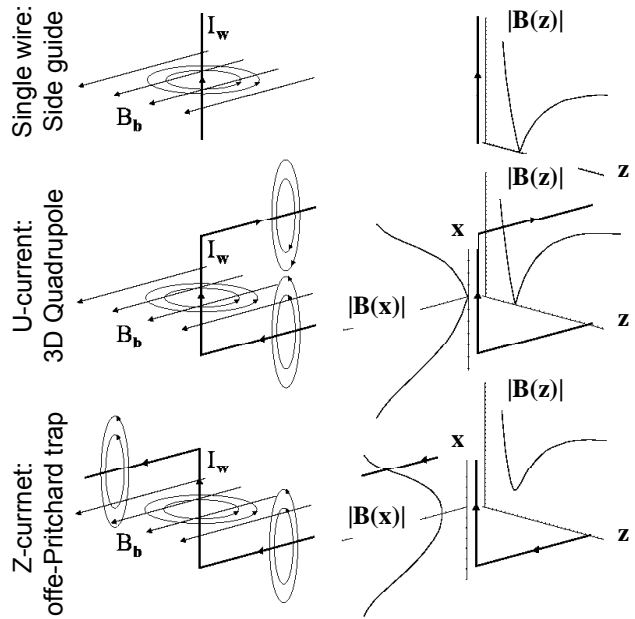 Single wire:
Side guide
I_w
B_b
|B(z)|
z
U-current:
3D Quadrupole
I_w
B_b
|B(z)|
x
|B(x)|
z
Z-curmet:
offe-Pritchard trap
I_w
B_b
|B(z)|
x
|B(x)|
z